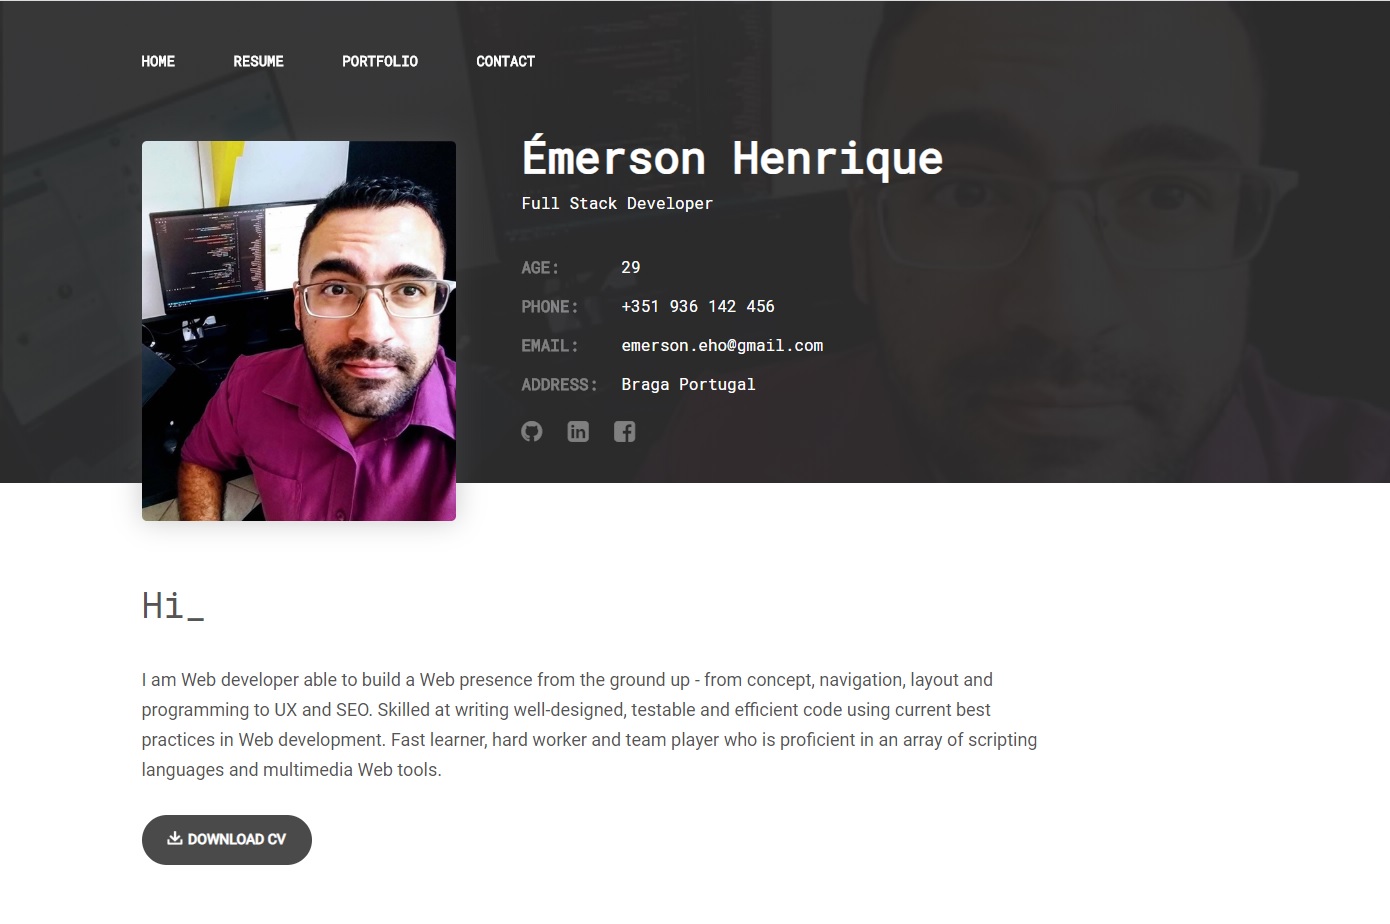 HOME RESUME PORTFOLIO CONTACT
Émerson Henrique
Full Stack Developer
AGE: 29
PHONE: +351 936 142 456
EMAIL: emerson.eho@gmail.com
ADDRESS: Braga Portugal
Hi_
I am Web developer able to build a Web presence from the ground up - from concept, navigation, layout and
programming to UX and SEO. Skilled at writing well-designed, testable and efficient code using current best
practices in Web development. Fast learner, hard worker and team player who is proficient in an array of scripting
languages and multimedia Web tools.
DOWNLOAD CV